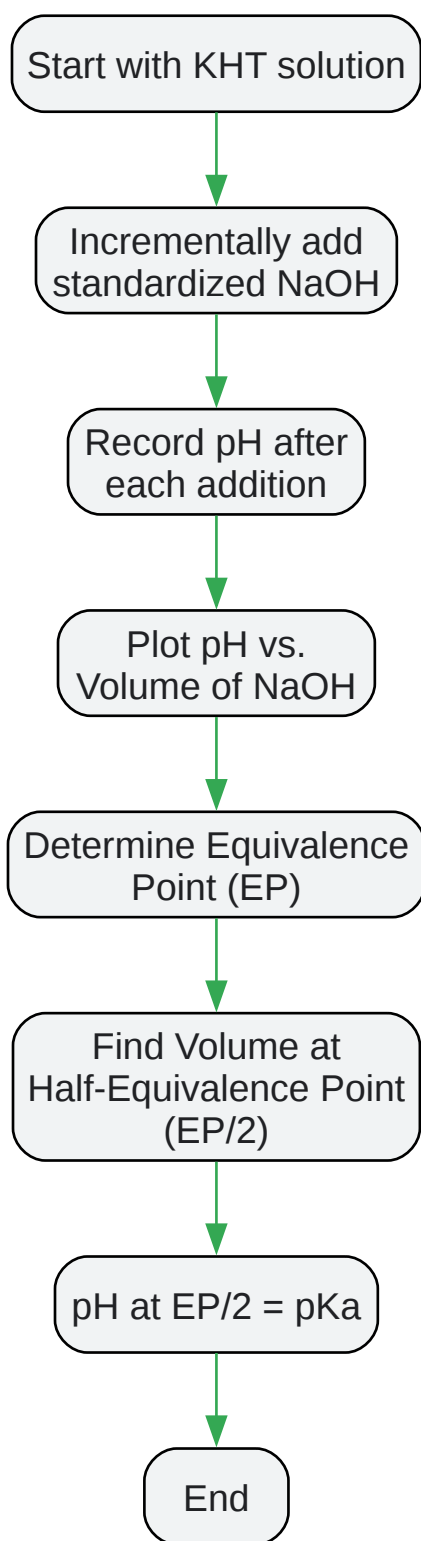 Start with KHT solution
Incrementally add
standardized NaOH
Record pH after
each addition
Plot pH vs.
Volume of NaOH
Determine Equivalence
Point (EP)
Find Volume at
Half-Equivalence Point
(EP/2)
pH at EP/2 = pKa
End